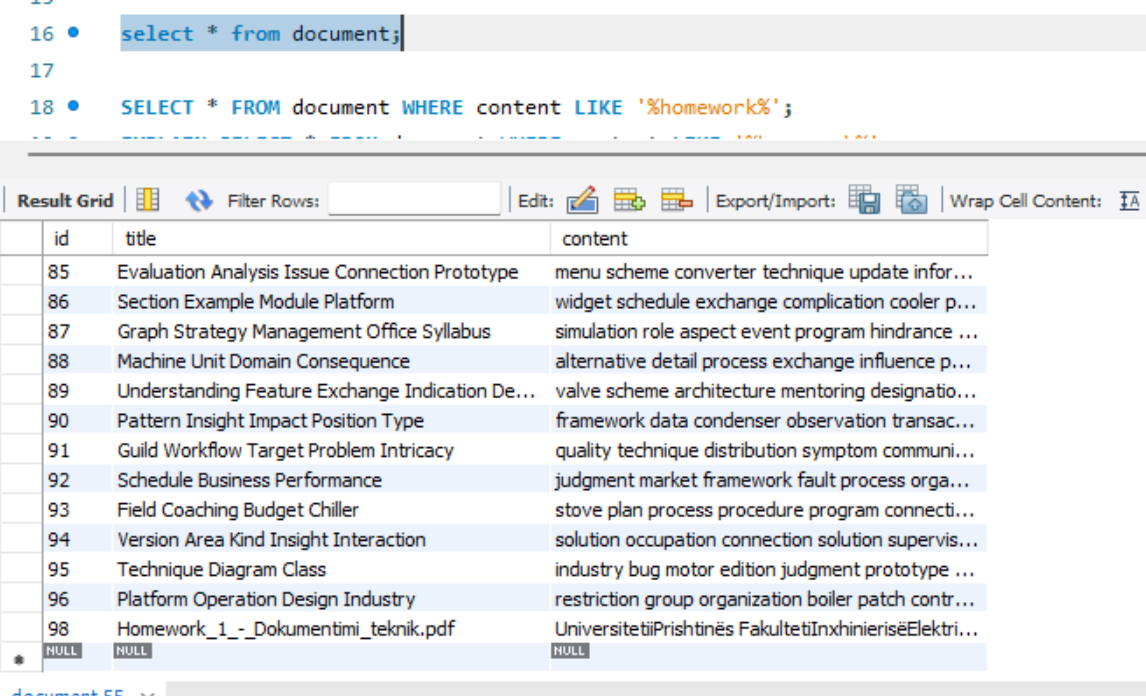 16 select * from document;
17
18 SELECT * FROM document WHERE content LIKE '%homework%';
Result Grid Filter Rows: Edit: Export/Import: Wrap Cell Content:
id title content
85 Evaluation Analysis Issue Connection Prototype menu scheme converter technique update infor...
86 Section Example Module Platform widget schedule exchange complication cooler p...
87 Graph Strategy Management Office Syllabus simulation role aspect event program hindrance ...
88 Machine Unit Domain Consequence alternative detail process exchange influence p...
89 Understanding Feature Exchange Indication De... valve scheme architecture mentoring designatio...
90 Pattern Insight Impact Position Type framework data condenser observation transac...
91 Guild Workflow Target Problem Intricacy quality technique distribution symptom communi...
92 Schedule Business Performance judgment market framework fault process orga...
93 Field Coaching Budget Chiller stove plan process procedure program connecti...
94 Version Area Kind Insight Interaction solution occupation connection solution supervis...
95 Technique Diagram Class industry bug motor edition judgment prototype ...
96 Platform Operation Design Industry restriction group organization boiler patch contr...
98 Homework_1_-_Dokumentimi_teknik.pdf UniversitetiiPrishtinës FakultetiInxhinierisëElektri...
NULL NULL NULL